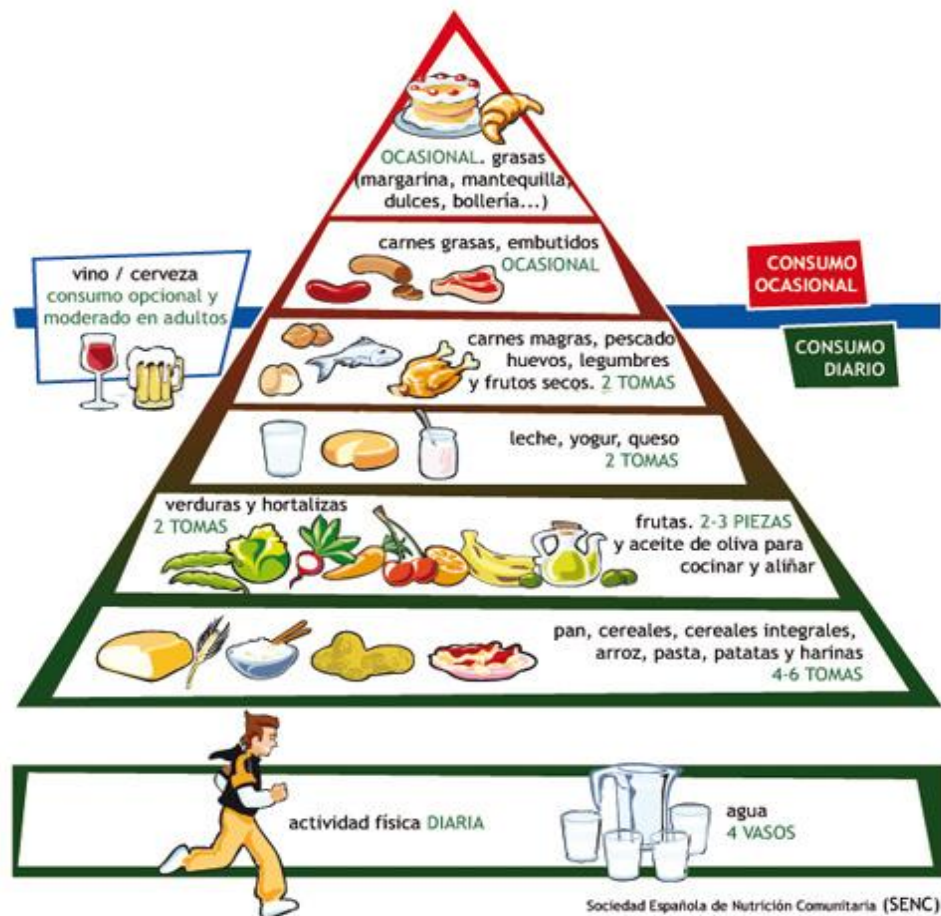 OCASIONAL. grasas
(margarina, mantequilla,
dulces, bollería...)
carnes grasas, embutidos
OCASIONAL
vino / cerveza
consumo opcional y
moderado en adultos
CONSUMO
OCASIONAL
CONSUMO
DIARIO
carnes magras, pescado
huevos, legumbres
y frutos secos. 2 TOMAS
leche, yogur, queso
2 TOMAS
verduras y hortalizas
2 TOMAS
frutas. 2-3 PIEZAS
y aceite de oliva para
cocinar y aliñar
pan, cereales, cereales integrales,
arroz, pasta, patatas y harinas
4-6 TOMAS
actividad física DIARIA
agua
4 VASOS
Sociedad Española de Nutrición Comunitaria (SENC)